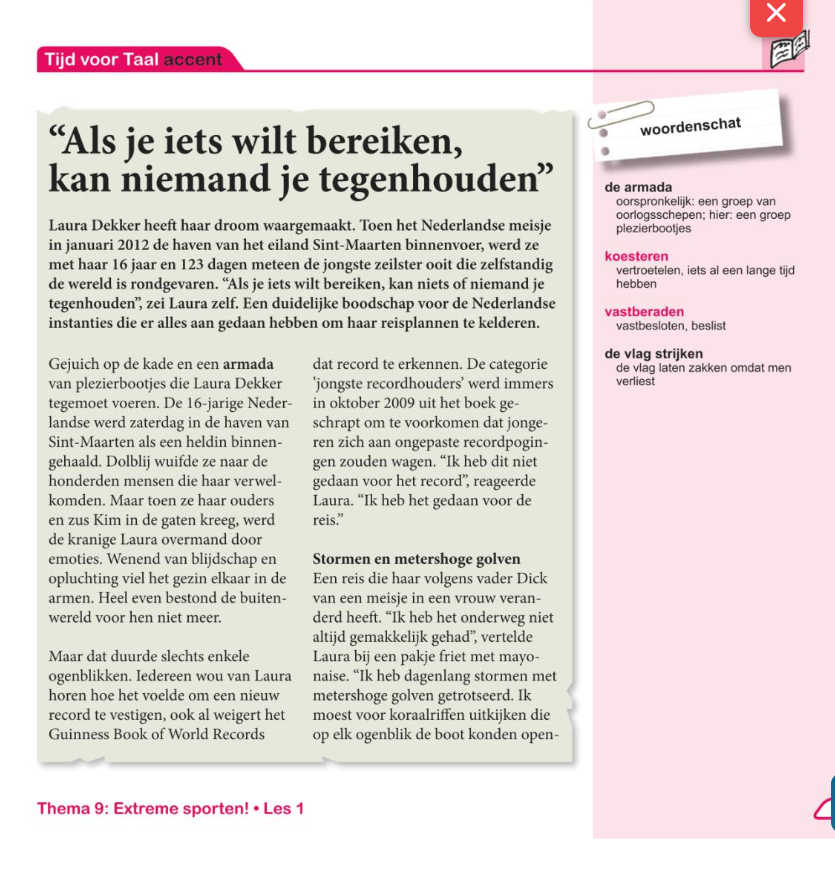 Tijd voor Taal accent
“Als je iets wilt bereiken,
kan niemand je tegenhouden”
Laura Dekker heeft haar droom waargemaakt. Toen het Nederlandse meisje
in januari 2012 de haven van het eiland Sint-Maarten binnenvoer, werd ze
met haar 16 jaar en 123 dagen meteen de jongste zeilster ooit die zelfstandig
de wereld is rondgevaren. “Als je iets wilt bereiken, kan niets of niemand je
tegenhouden”, zei Laura zelf. Een duidelijke boodschap voor de Nederlandse
instanties die er alles aan gedaan hebben om haar reisplannen te kelderen.
Gejuich op de kade en een armada
van plezierbootjes die Laura Dekker
tegemoet voeren. De 16-jarige Neder-
landse werd zaterdag in de haven van
Sint-Maarten als een heldin binnen-
gehaald. Dolblij wuifde ze naar de
honderden mensen die haar verwel-
komden. Maar toen ze haar ouders
en zus Kim in de gaten kreeg, werd
de kranige Laura overmand door
emoties. Wenend van blijdschap en
opluchting viel het gezin elkaar in de
armen. Heel even bestond de buiten-
wereld voor hen niet meer.
Maar dat duurde slechts enkele
ogenblikken. Iedereen wou van Laura
horen hoe het voelde om een nieuw
record te vestigen, ook al weigert het
Guinness Book of World Records
dat record te erkennen. De categorie
'jongste recordhouders' werd immers
in oktober 2009 uit het boek ge-
schrapt om te voorkomen dat jonge-
ren zich aan ongepaste recordpogin-
gen zouden wagen. “Ik heb dit niet
gedaan voor het record”, reageerde
Laura. “Ik heb het gedaan voor de
reis.”
Stormen en metershoge golven
Een reis die haar volgens vader Dick
van een meisje in een vrouw veran-
derd heeft. “Ik heb het onderweg niet
altijd gemakkelijk gehad”, vertelde
Laura bij een pakje friet met mayo-
naise. “Ik heb dagenlang stormen met
metershoge golven getrotseerd. Ik
moest voor koraalriffen uitkijken die
op elk ogenblik de boot konden open-
woordenschat
de armada
oorspronkelijk: een groep van
oorlogsschepen; hier: een groep
plezierbootjes
koesteren
vertroetelen, iets al een lange tijd
hebben
vastberaden
vastbesloten, beslist
de vlag strijken
de vlag laten zakken omdat men
verliest
Thema 9: Extreme sporten! • Les 1